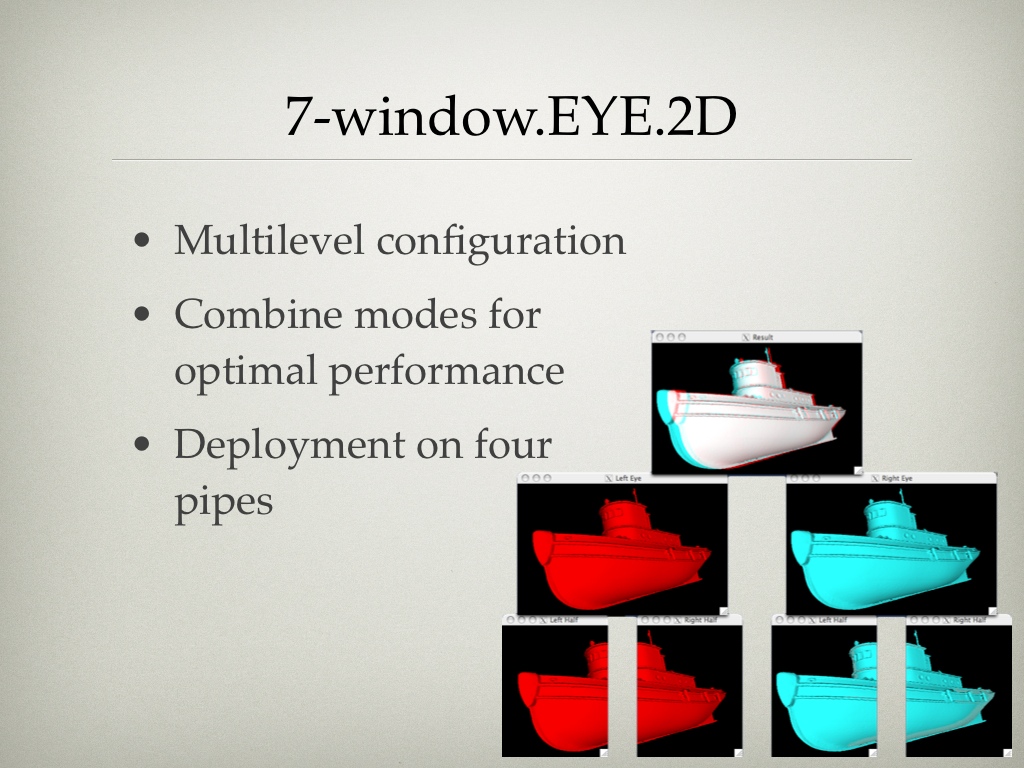 7-window.EYE.2D
• Multilevel configuration
• Combine modes for
optimal performance
• Deployment on four
pipes
X Result
X Left Eye
X Right Eye
X Left Half
X Right Half
X Left Half
X Right Half